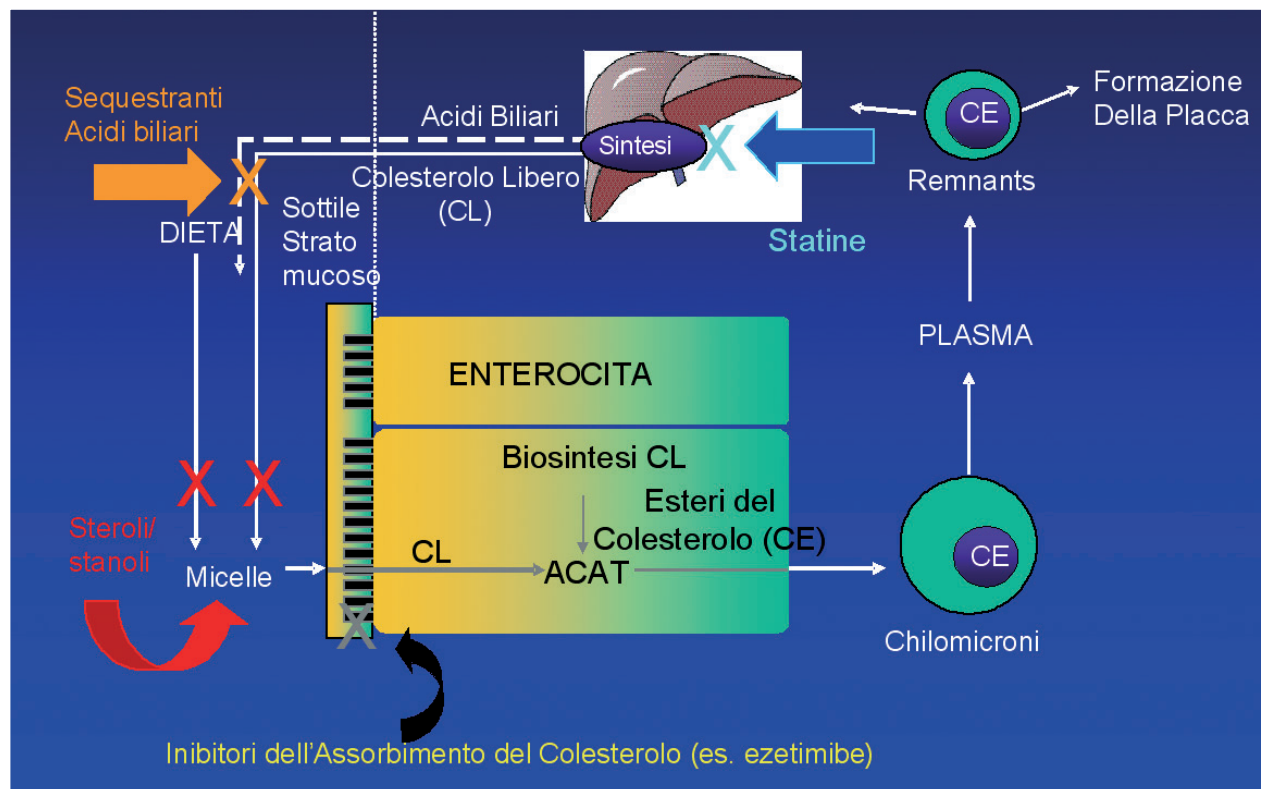 Sequestranti
Acidi biliari
Acidi Biliari
Sintesi
X
X
Colesterolo Libero
(CL)
DIETA
Sottile
Strato
mucoso
Statine
CE
Remnants
Formazione
Della Placca
PLASMA
ENTEROCITA
Biosintesi CL
Esteri del
Colesterolo (CE)
X
X
Steroli/
stanoli
Micelle
CL
ACAT
CE
Chilomicroni
X
Inibitori dell'Assorbimento del Colesterolo (es. ezetimibe)